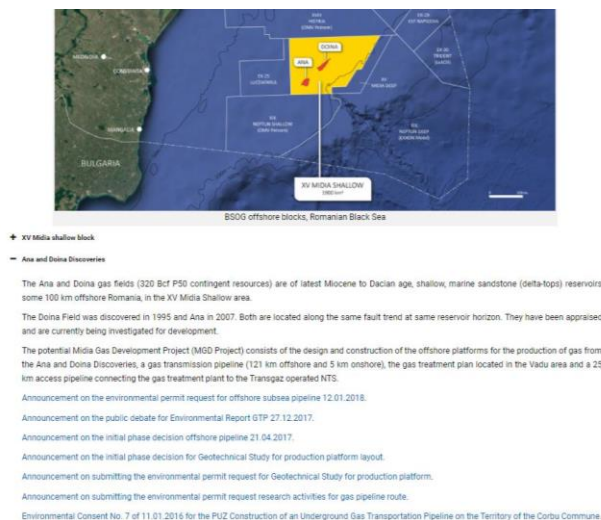 DOINA
ANA
MEDGIDIA
CONSTANTA
MANGALIA
BULGARIA
XV MIDIA SHALLOW
BSOG offshore blocks, Romanian Black Sea
+ XV Midia shallow block
− Ana and Doina Discoveries
The Ana and Doina gas fields (320 Bcf P50 contingent resources) are of latest Miocene to Dacian age, shallow, marine sandstone (delta-tops) reservoirs
some 100 km offshore Romania, in the XV Midia Shallow area.
The Doina Field was discovered in 1995 and Ana in 2007. Both are located along the same fault trend at same reservoir horizon. They have been appraised
and are currently being investigated for development.
The potential Midia Gas Development Project (MGD Project) consists of the design and construction of the offshore platforms for the production of gas from
the Ana and Doina Discoveries, a gas transmission pipeline (121 km offshore and 5 km onshore), the gas treatment plan located in the Vadu area and a 25
km access pipeline connecting the gas treatment plant to the Transgaz operated NTS.
Announcement on the environmental permit request for offshore subsea pipeline 12.01.2018.
Announcement on the public debate for Environmental Report GTP 27.12.2017.
Announcement on the initial phase decision offshore pipeline 21.04.2017.
Announcement on the initial phase decision for Geotechnical Study for production platform layout.
Announcement on submitting the environmental permit request for Geotechnical Study for production platform.
Announcement on submitting the environmental permit request research activities for gas pipeline route.
Environmental Consent No. 7 of 11.01.2016 for the PUZ Construction of an Underground Gas Transportation Pipeline on the Territory of the Corbu Commune.